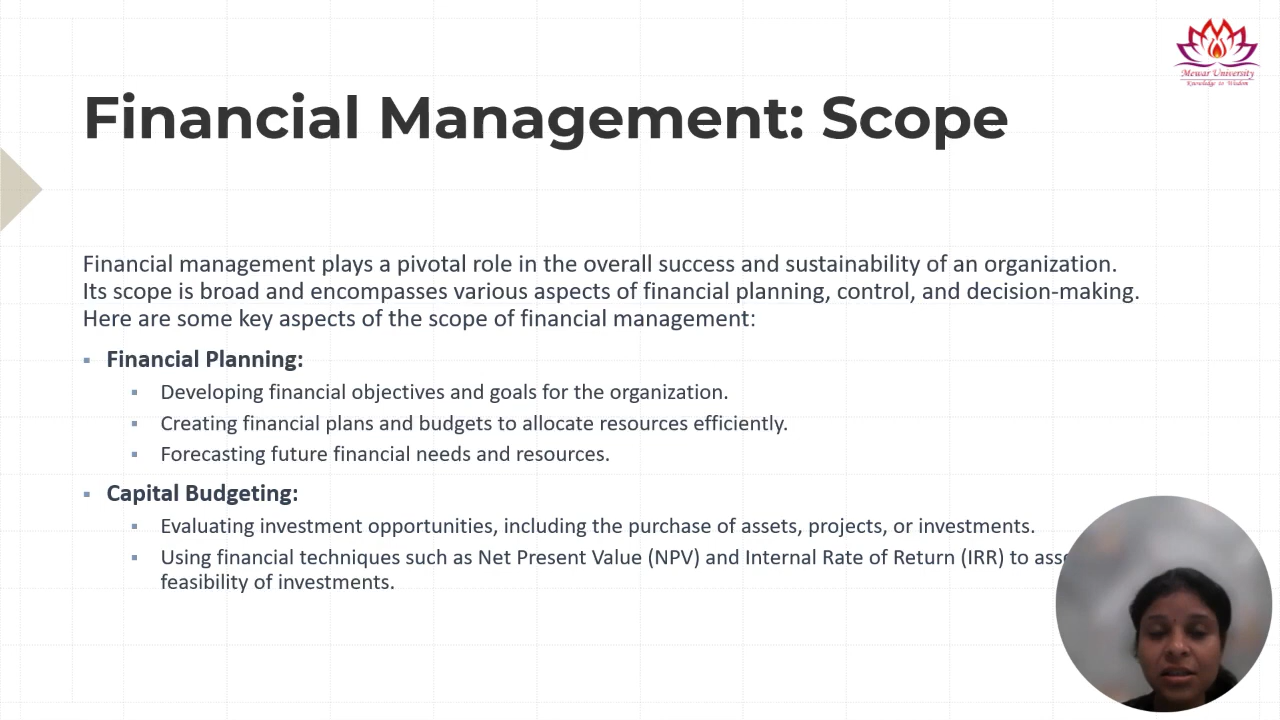 Mewar University
Knowledge to Wisdom
Financial Management: Scope
Financial management plays a pivotal role in the overall success and sustainability of an organization.
Its scope is broad and encompasses various aspects of financial planning, control, and decision-making.
Here are some key aspects of the scope of financial management:
Financial Planning:
Developing financial objectives and goals for the organization.
Creating financial plans and budgets to allocate resources efficiently.
Forecasting future financial needs and resources.
Capital Budgeting:
Evaluating investment opportunities, including the purchase of assets, projects, or investments.
Using financial techniques such as Net Present Value (NPV) and Internal Rate of Return (IRR) to
feasibility of investments.